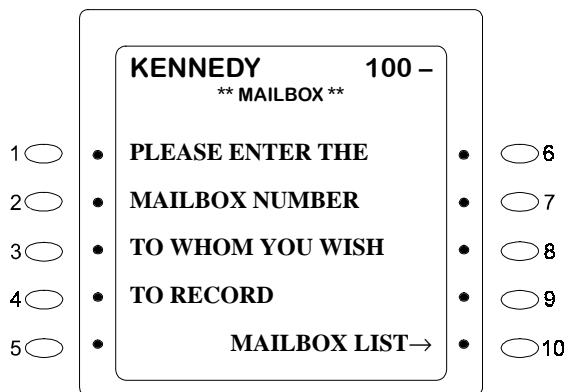 KENNEDY 100 –
** MAILBOX **
1 • PLEASE ENTER THE • 6
2 • MAILBOX NUMBER • 7
3 • TO WHOM YOU WISH • 8
4 • TO RECORD • 9
5 • MAILBOX LIST→ • 10